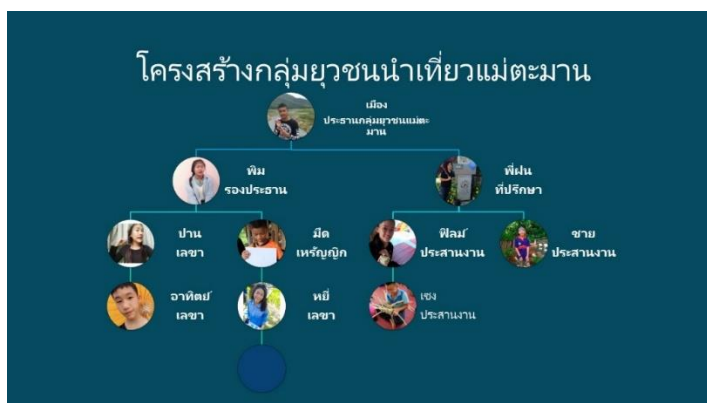 โครงสร้างกลุ่มยุวชนนำเที่ยวแม่ตะมาน
เมือง
ประธานกลุ่มยุวชนแม่ตะ
มาน
พิม
รองประธาน
พี่ฝน
ที่ปรึกษา
ปาน
เลขา
มีด
เหรัญญิก
ฟิลม์
ประสานงาน
ชาย
ประสานงาน
อาทิตย์
เลขา
หยี่
เลขา
เซง
ประสานงาน